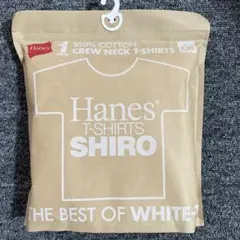 Hanes
100% COTTON
CREW NECK T-SHIRTS
Hanes®
T-SHIRTS
SHIRO
THE BEST OF WHITE-T